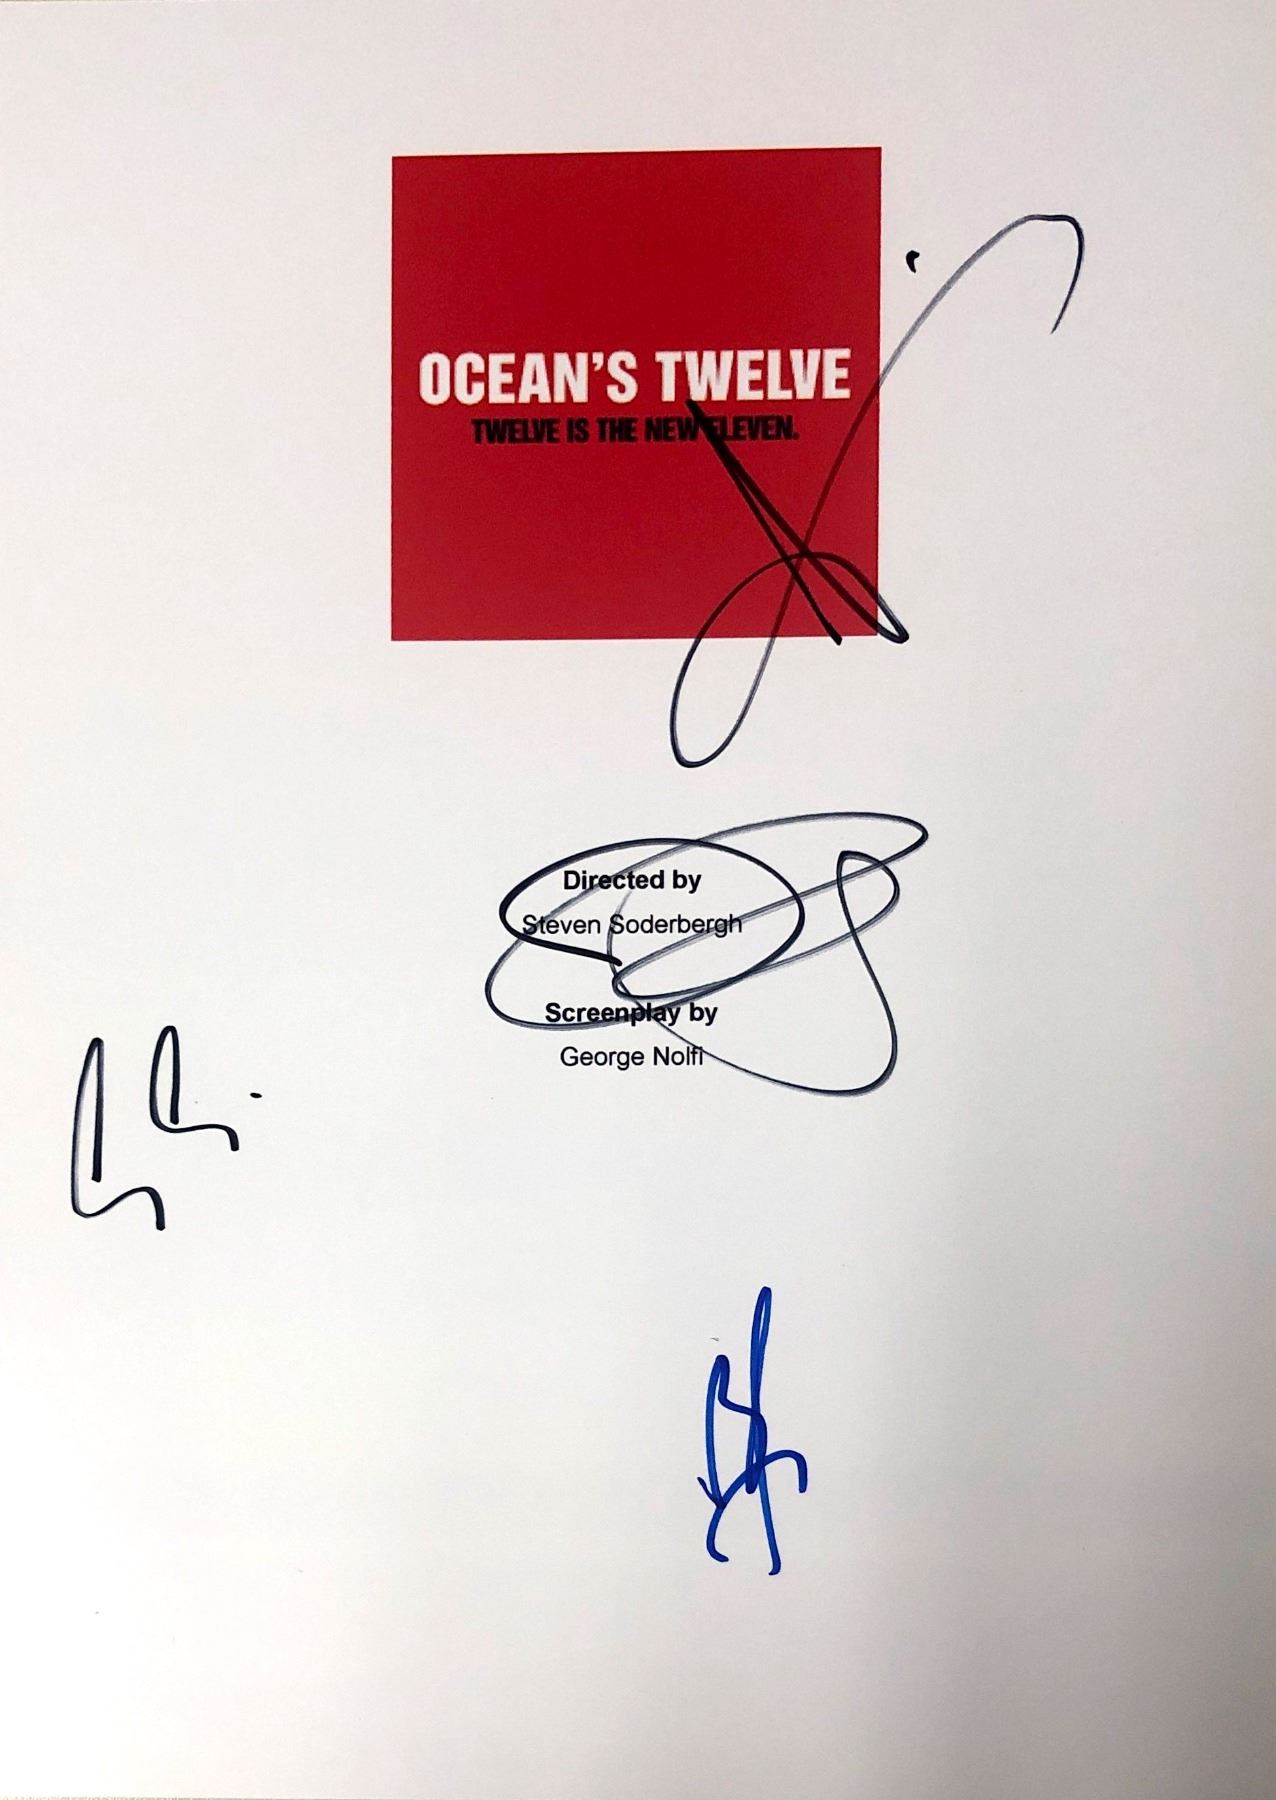 OCEAN'S TWELVE
TWELVE IS THE NEW ELEVEN.
Directed by
Steven Soderbergh
Screenplay by
George Nolfi